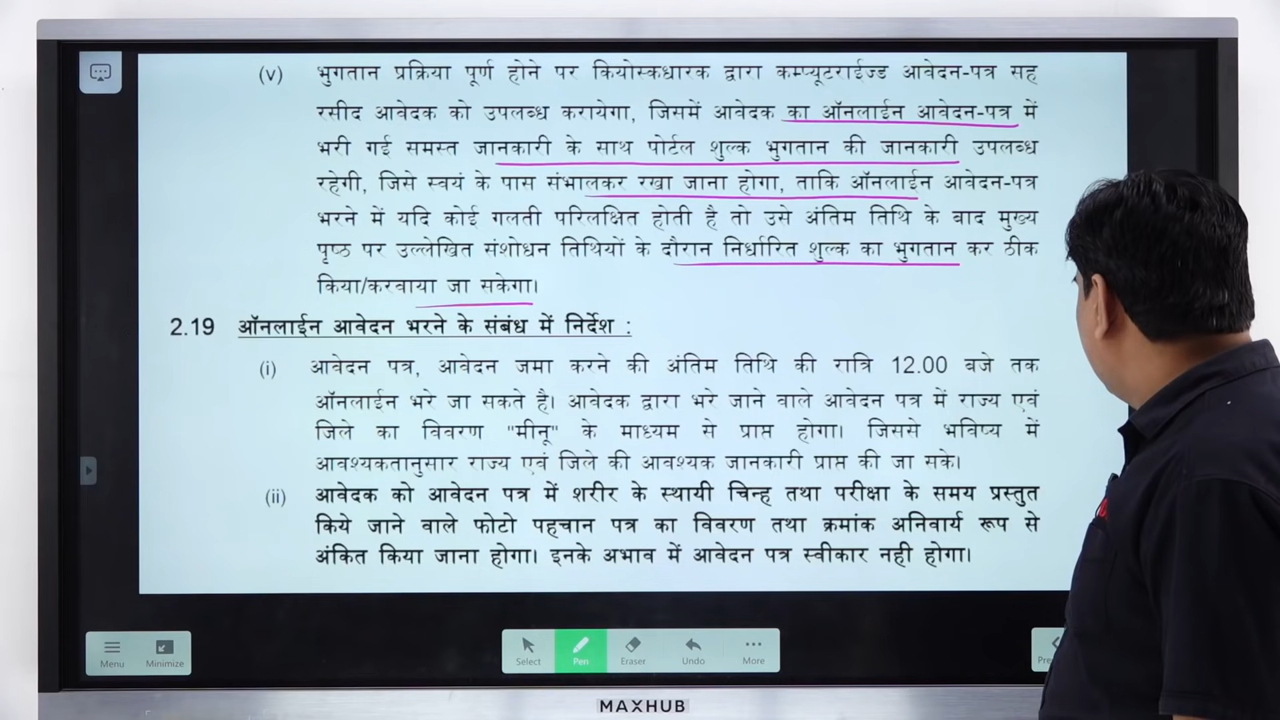 (v) भुगतान प्रक्रिया पूर्ण होने पर कियोस्कधारक द्वारा कम्प्यूटराईज्ड आवेदन-पत्र सह
रसीद आवेदक को उपलब्ध करायेगा, जिसमें आवेदक का ऑनलाईन आवेदन-पत्र में
भरी गई समस्त जानकारी के साथ पोर्टल शुल्क भुगतान की जानकारी उपलब्ध
रहेगी, जिसे स्वयं के पास संभालकर रखा जाना होगा, ताकि ऑनलाईन आवेदन-पत्र
भरने में यदि कोई गलती परिलक्षित होती है तो उसे अंतिम तिथि के बाद मुख्य
पृष्ठ पर उल्लेखित संशोधन तिथियों के दौरान निर्धारित शुल्क का भुगतान कर ठीक
किया/करवाया जा सकेगा।
2.19 ऑनलाईन आवेदन भरने के संबंध में निर्देश :
(i) आवेदन पत्र, आवेदन जमा करने की अंतिम तिथि की रात्रि 12.00 बजे तक
ऑनलाईन भरे जा सकते है। आवेदक द्वारा भरे जाने वाले आवेदन पत्र में राज्य एवं
जिले का विवरण "मीनू" के माध्यम से प्राप्त होगा। जिससे भविष्य में
आवश्यकतानुसार राज्य एवं जिले की आवश्यक जानकारी प्राप्त की जा सके।
(ii) आवेदक को आवेदन पत्र में शरीर के स्थायी चिन्ह तथा परीक्षा के समय प्रस्तुत
किये जाने वाले फोटो पहचान पत्र का विवरण तथा क्रमांक अनिवार्य रूप से
अंकित किया जाना होगा। इनके अभाव में आवेदन पत्र स्वीकार नही होगा।
Menu Minimize Select Pen Eraser Undo More
MAXHUB